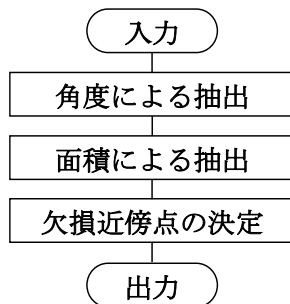 入力
角度による抽出
面積による抽出
欠損近傍点の決定
出力